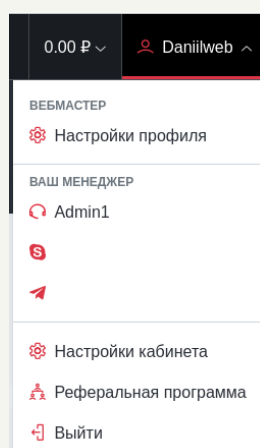 0.00 ₽
Daniilweb
ВЕБМАСТЕР
Настройки профиля
ВАШ МЕНЕДЖЕР
Admin1
Настройки кабинета
Реферальная программа
Выйти